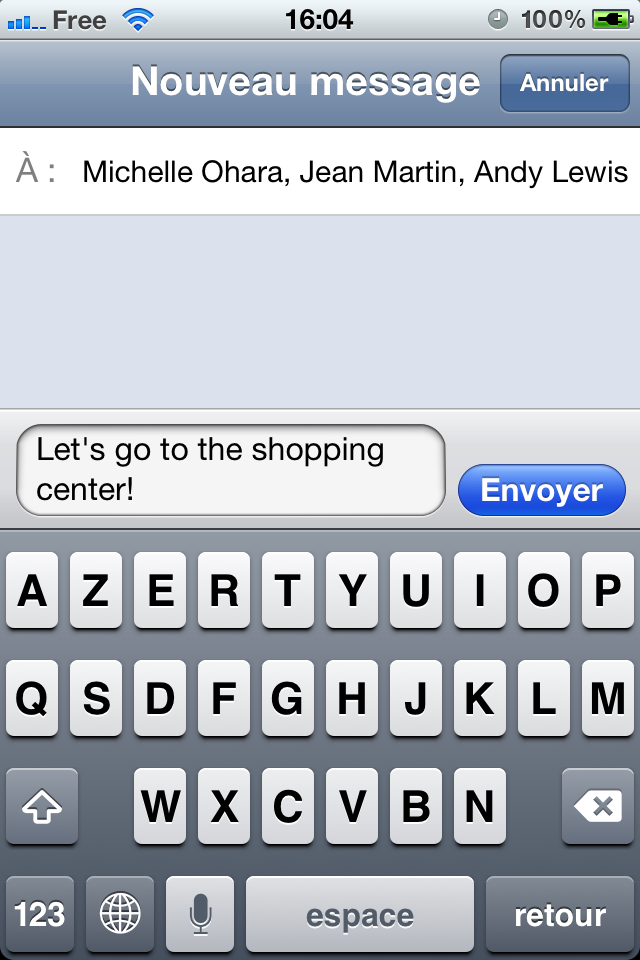 Free 16:04 100%
Nouveau message Annuler
À : Michelle Ohara, Jean Martin, Andy Lewis
Let's go to the shopping
center!
Envoyer
A Z E R T Y U I O P
Q S D F G H J K L M
W X C V B N
123 espace retour